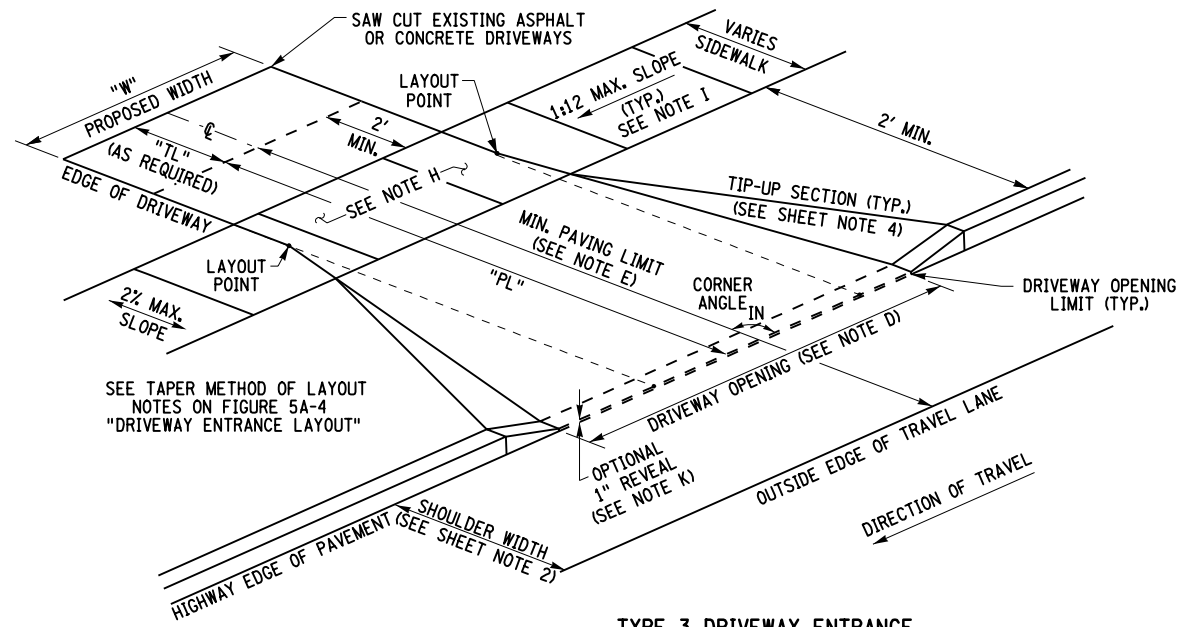 SAW CUT EXISTING ASPHALT
OR CONCRETE DRIVEWAYS
VARIES
SIDEWALK
"W"
PROPOSED WIDTH
LAYOUT
POINT
1:12 MAX. SLOPE
(TYP.)
SEE NOTE I
2' MIN.
℄
2'
MIN.
"TL"
(AS REQUIRED)
EDGE OF DRIVEWAY
SEE NOTE H
TIP-UP SECTION (TYP.)
(SEE SHEET NOTE 4)
MIN. PAVING LIMIT
(SEE NOTE E)
"PL"
LAYOUT
POINT
CORNER
ANGLE
IN
DRIVEWAY OPENING
LIMIT (TYP.)
2% MAX.
SLOPE
DRIVEWAY OPENING (SEE NOTE D)
SEE TAPER METHOD OF LAYOUT
NOTES ON FIGURE 5A-4
"DRIVEWAY ENTRANCE LAYOUT"
OPTIONAL
1" REVEAL
(SEE NOTE K)
OUTSIDE EDGE OF TRAVEL LANE
DIRECTION OF TRAVEL
SHOULDER WIDTH
(SEE SHEET NOTE 2)
HIGHWAY EDGE OF PAVEMENT
TYPE 3 DRIVEWAY ENTRANCE